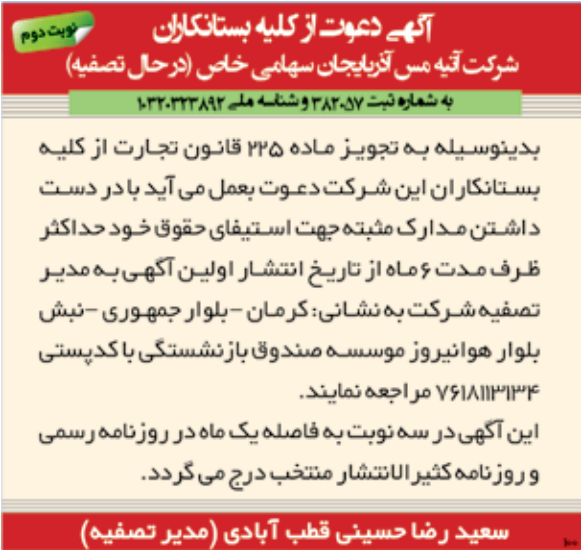 آگهی دعوت از کلیه بستانکاران
نوبت دوم
شرکت آتیه مس آذربایجان سهامی خاص (در حال تصفیه)
به شماره ثبت ۳۸۲۰۵۷ و شناسه ملی ۱۰۳۲۰۳۲۳۸۹۲
بدینوسیله به تجویز ماده ۲۲۵ قانون تجارت از کلیه
بستانکاران این شرکت دعوت بعمل می آید با در دست
داشتن مدارک مثبته جهت استیفای حقوق خود حداکثر
ظرف مدت ۶ ماه از تاریخ انتشار اولین آگهی به مدیر
تصفیه شرکت به نشانی: کرمان – بلوار جمهوری – نبش
بلوار هوانیروز موسسه صندوق بازنشستگی با کدپستی
۷۶۱۸۱۱۳۱۳۴ مراجعه نمایند.
این آگهی در سه نوبت به فاصله یک ماه در روزنامه رسمی
و روزنامه کثیرالانتشار منتخب درج می گردد.
سعید رضا حسینی قطب آبادی (مدیر تصفیه)